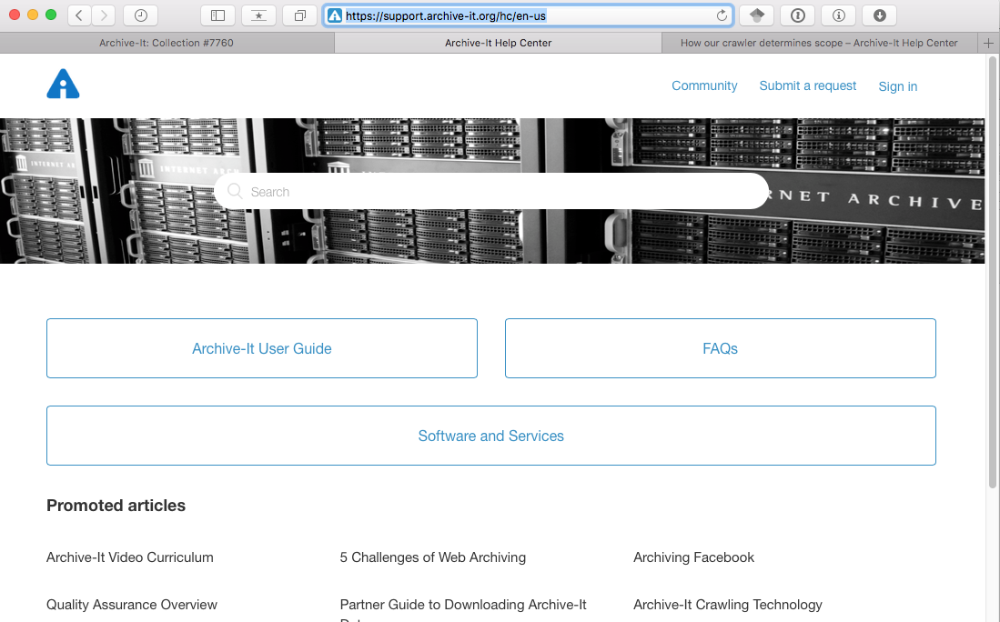 https://support.archive-it.org/hc/en-us
Archive-It: Collection #7760
Archive-It Help Center
How our crawler determines scope – Archive-It Help Center
Community
Submit a request
Sign in
INTERNET
INTERNET ARCH
NET ARCHIVE
Search
Archive-It User Guide
FAQs
Software and Services
Promoted articles
Archive-It Video Curriculum
5 Challenges of Web Archiving
Archiving Facebook
Quality Assurance Overview
Partner Guide to Downloading Archive-It
Archive-It Crawling Technology